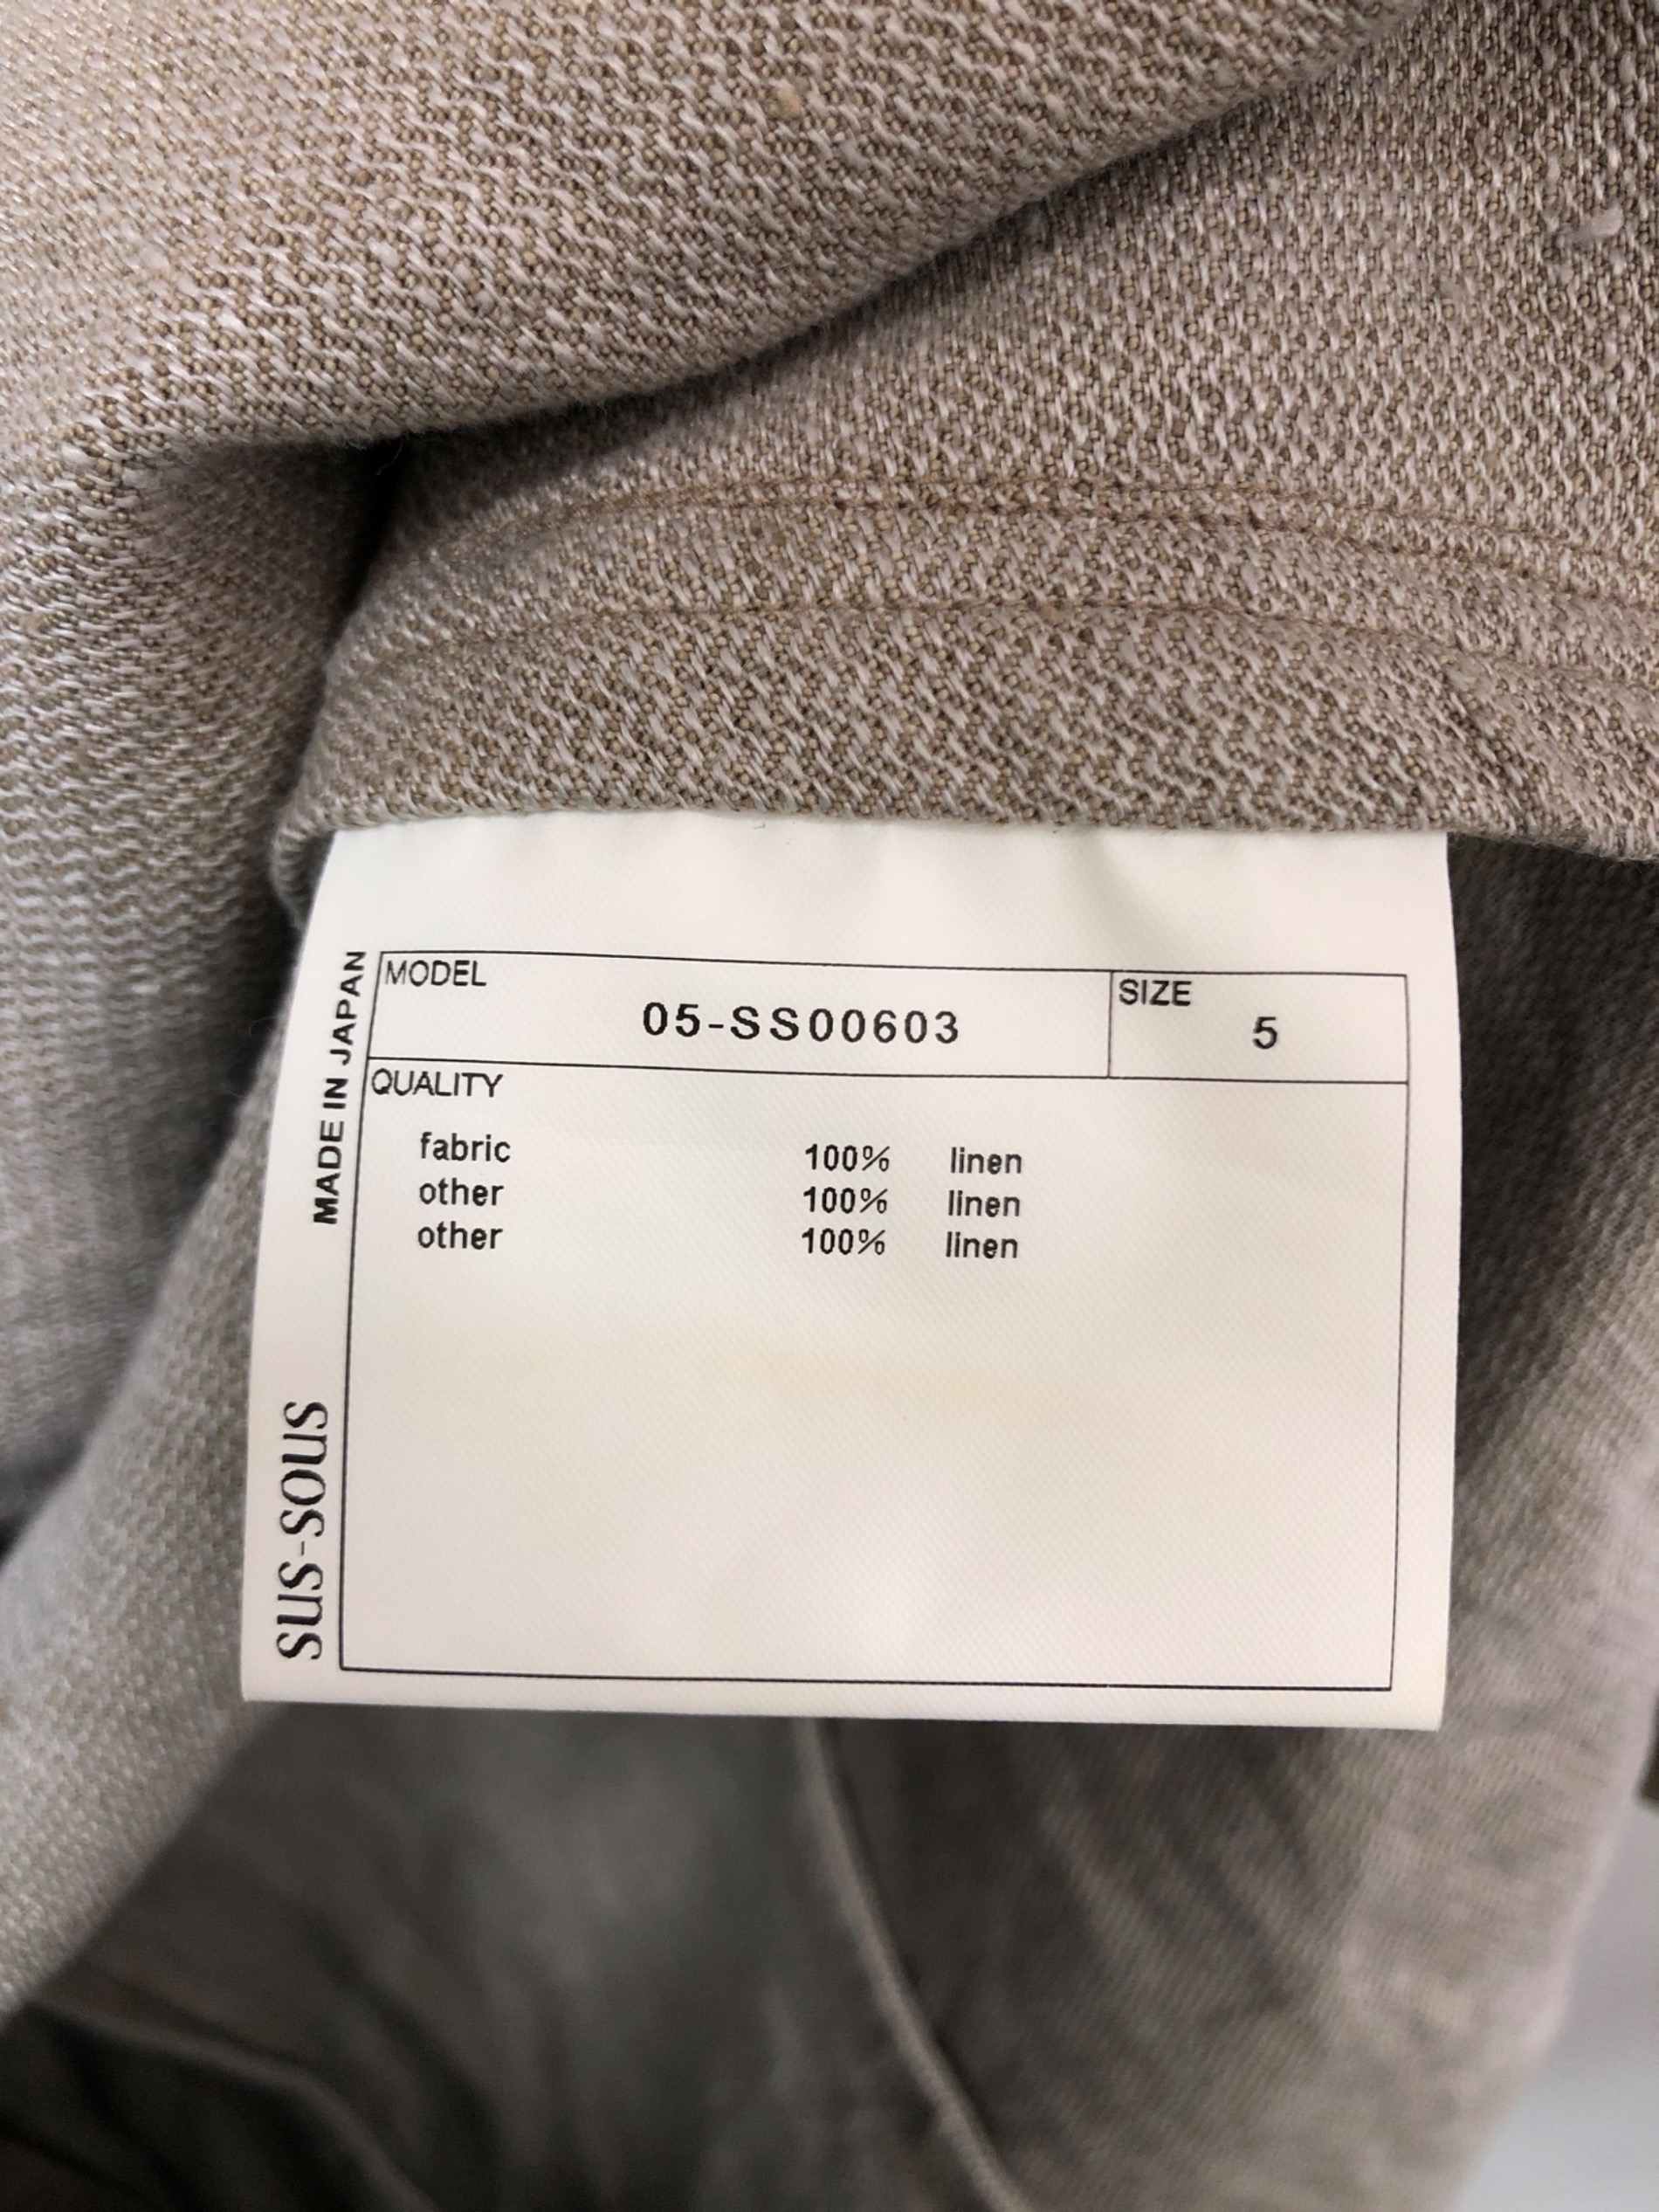 MODEL
05-SS00603
SIZE
5
QUALITY
fabric 100% linen
other 100% linen
other 100% linen
MADE IN JAPAN
sus-sous